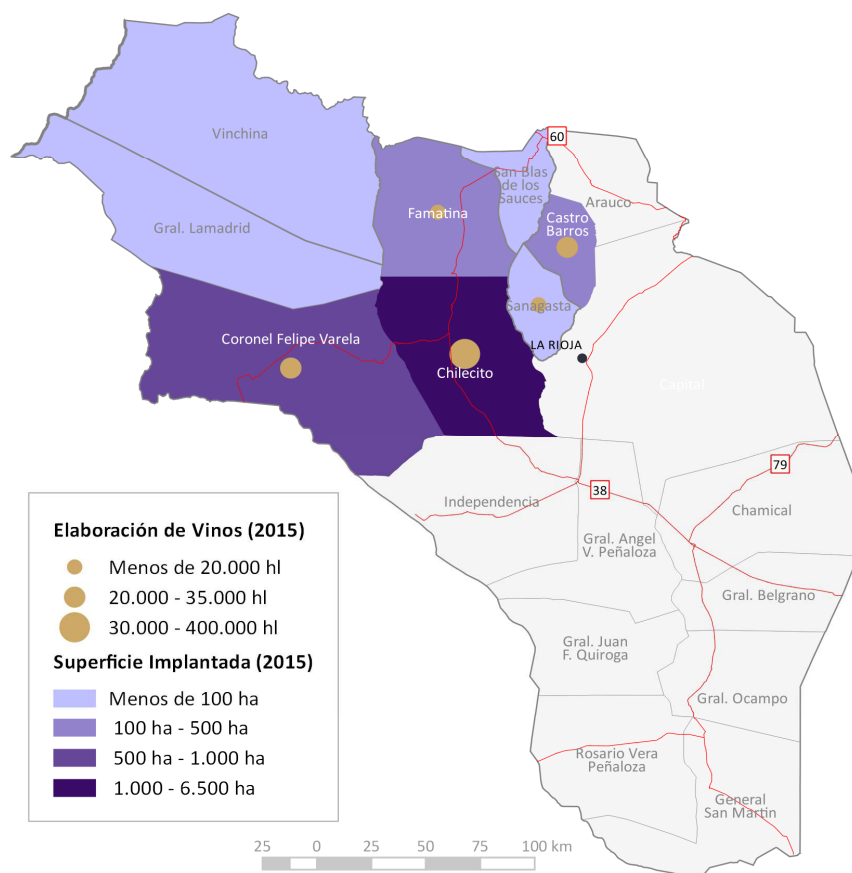 60
Vinchina
San Blas
de los
Sauces
Arauco
Famatina
Castro
Barros
Gral. Lamadrid
Sanagasta
Coronel Felipe Varela
LA RIOJA
Chilecito
Capital
79
38
Independencia
Chamical
Gral. Angel
V. Peñaloza
Gral. Belgrano
Gral. Juan
F. Quiroga
Gral. Ocampo
Rosario Vera
Peñaloza
General
San Martín
Elaboración de Vinos (2015)
Menos de 20.000 hl
20.000 - 35.000 hl
30.000 - 400.000 hl
Superficie Implantada (2015)
Menos de 100 ha
100 ha - 500 ha
500 ha - 1.000 ha
1.000 - 6.500 ha
25 0 25 50 75 100 km